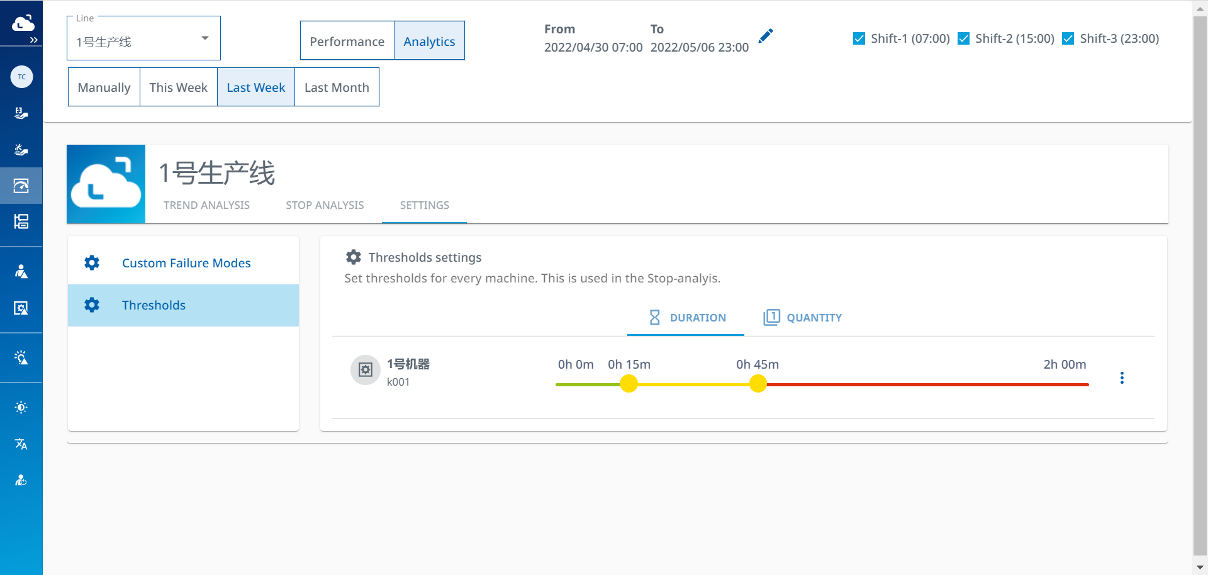 Line
1号生产线
Performance Analytics
From To
2022/04/30 07:00 2022/05/06 23:00
Shift-1 (07:00) Shift-2 (15:00) Shift-3 (23:00)
Manually This Week Last Week Last Month
TC
1号生产线
TREND ANALYSIS STOP ANALYSIS SETTINGS
Custom Failure Modes
Thresholds
Thresholds settings
Set thresholds for every machine. This is used in the Stop-analyis.
DURATION 1 QUANTITY
1号机器
k001
0h 0m 0h 15m 0h 45m 2h 00m